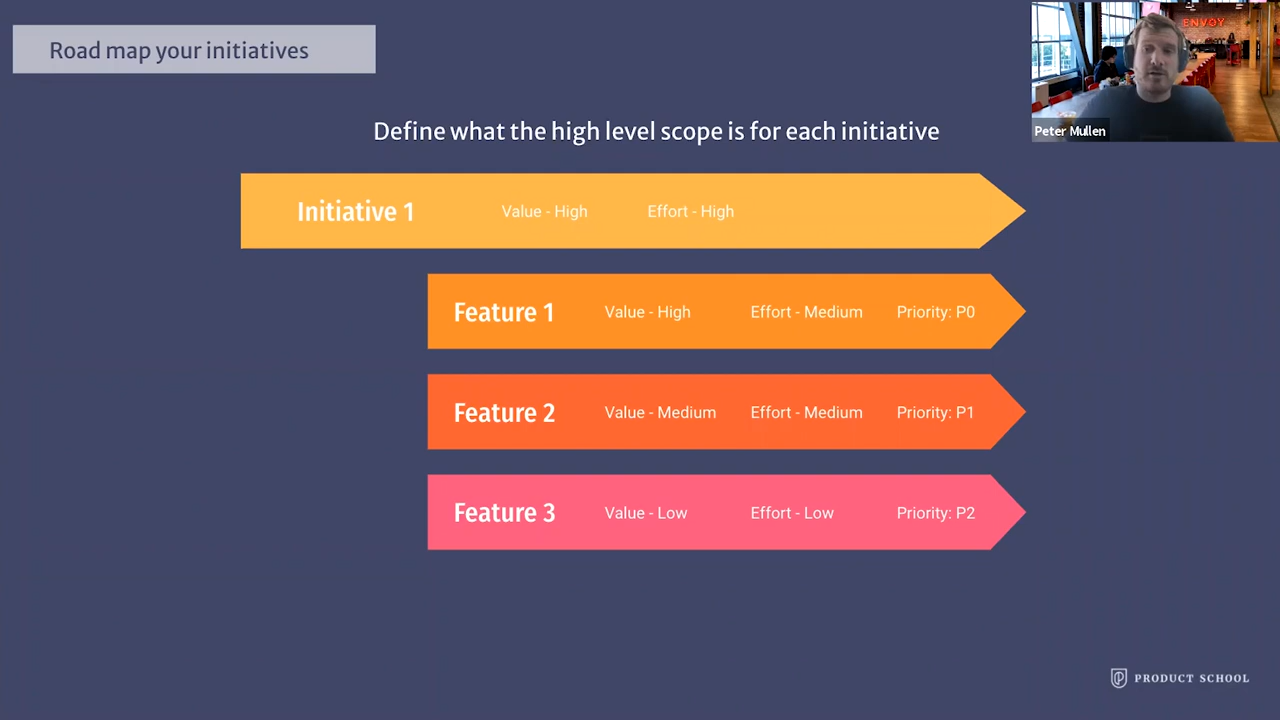 Road map your initiatives
ENVOY
Peter Mullen
Define what the high level scope is for each initiative
Initiative 1 Value - High Effort - High
Feature 1 Value - High Effort - Medium Priority: P0
Feature 2 Value - Medium Effort - Medium Priority: P1
Feature 3 Value - Low Effort - Low Priority: P2
PRODUCT SCHOOL